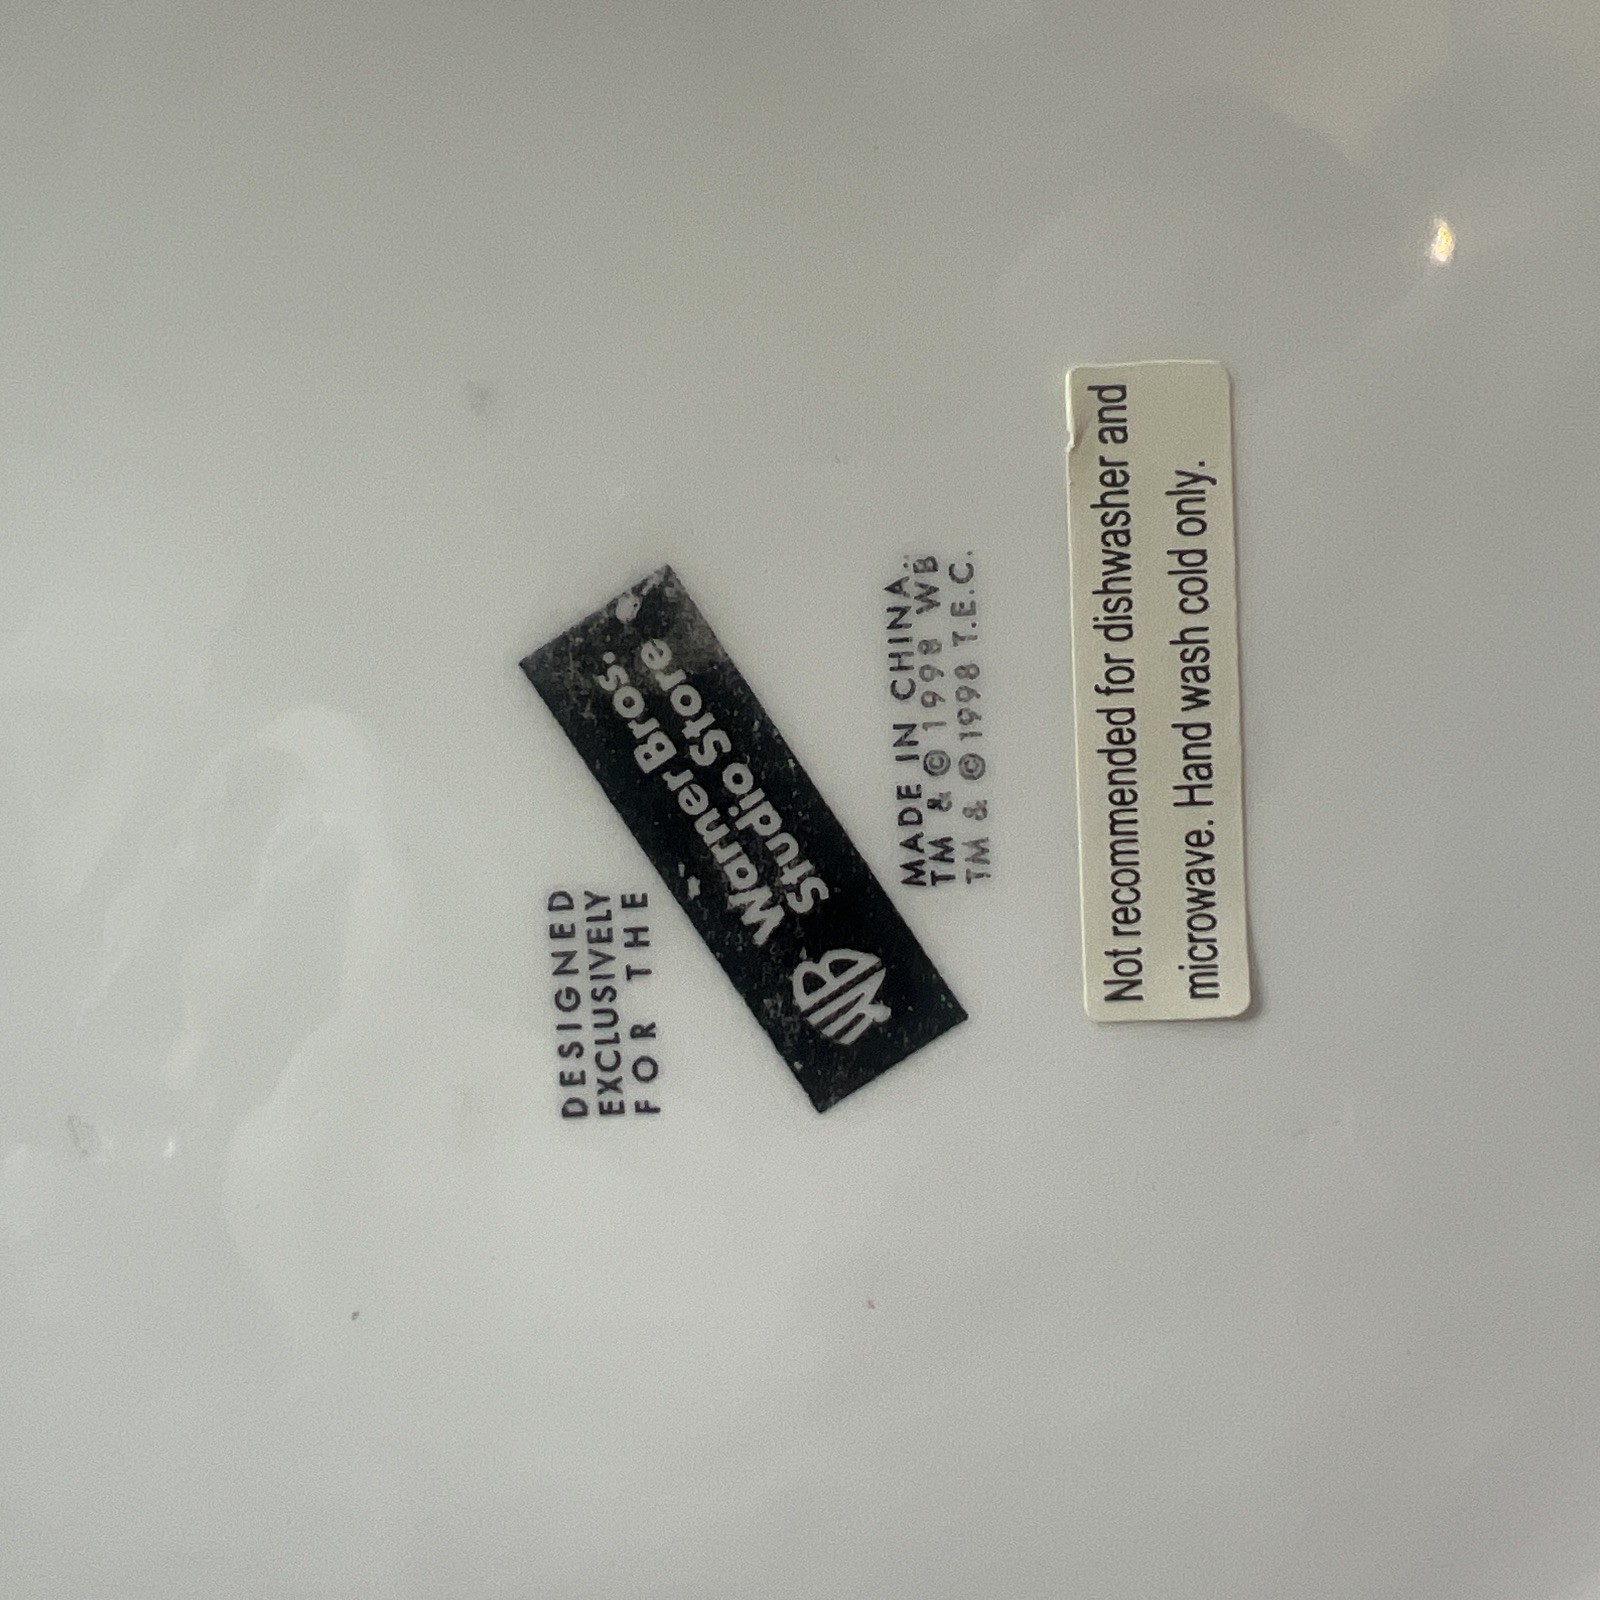 DESIGNED
EXCLUSIVELY
FOR THE
Warner Bros.
Studio Store
WB
MADE IN CHINA.
TM & © 1998 WB
TM & © 1998 T.E.C.
Not recommended for dishwasher and
microwave. Hand wash cold only.